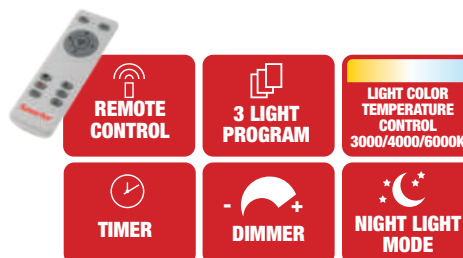 REMOTE
CONTROL
3 LIGHT
PROGRAM
LIGHT COLOR
TEMPERATURE
CONTROL
3000/4000/6000K
TIMER
- +
DIMMER
NIGHT LIGHT
MODE